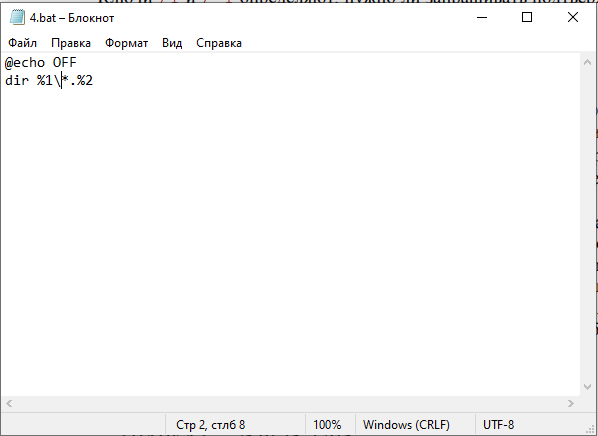 4.bat – Блокнот
Файл Правка Формат Вид Справка
@echo OFF
dir %1\*.%2
Стр 2, стлб 8 100% Windows (CRLF) UTF-8